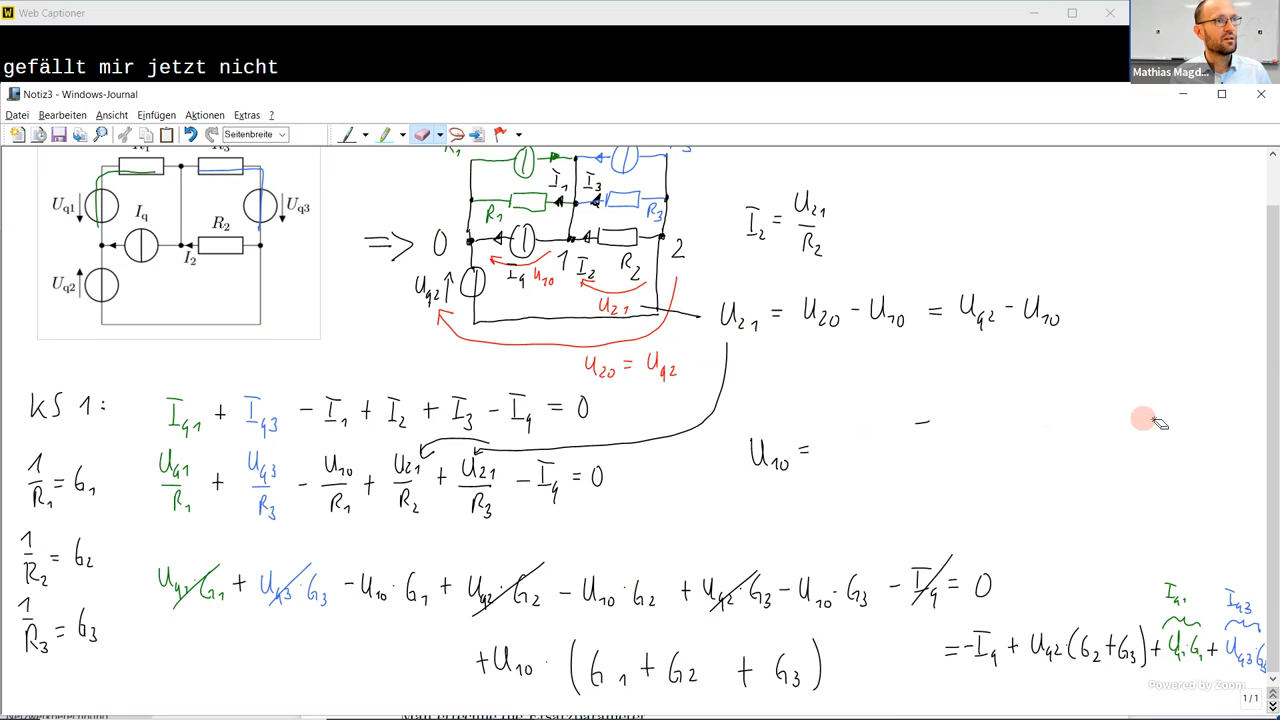 Web Captioner
gefällt mir jetzt nicht
Mathias Magd...
Notiz3 - Windows-Journal
Datei Bearbeiten Ansicht Einfügen Aktionen Extras ?
Seitenbreite
R1 R3
Uq1 Iq R2 Uq3
I2
Uq2
R1
I1 I3
R1 R3
=> 0 1 2
Iq U10 I2 R2
Uq2 U21
U20 = Uq2
I2 = U21/R2
U21 = U20 - U10 = Uq2 - U10
KS 1: Iq1 + Iq3 - I1 + I2 + I3 - Iq = 0
U10 =
1/R1 = G1
Uq1/R1 + Uq3/R3 - U10/R1 + U21/R2 + U21/R3 - Iq = 0
1/R2 = G2
Uq1·G1 + Uq3·G3 - U10·G1 + Uq2·G2 - U10·G2 + Uq2·G3 - U10·G3 - Iq = 0
1/R3 = G3
Iq1 Iq3
+U10·(G1 + G2 + G3) = -Iq + Uq2·(G2+G3) + Uq1·G1 + Uq3·G3
Powered by Zoom
1/1